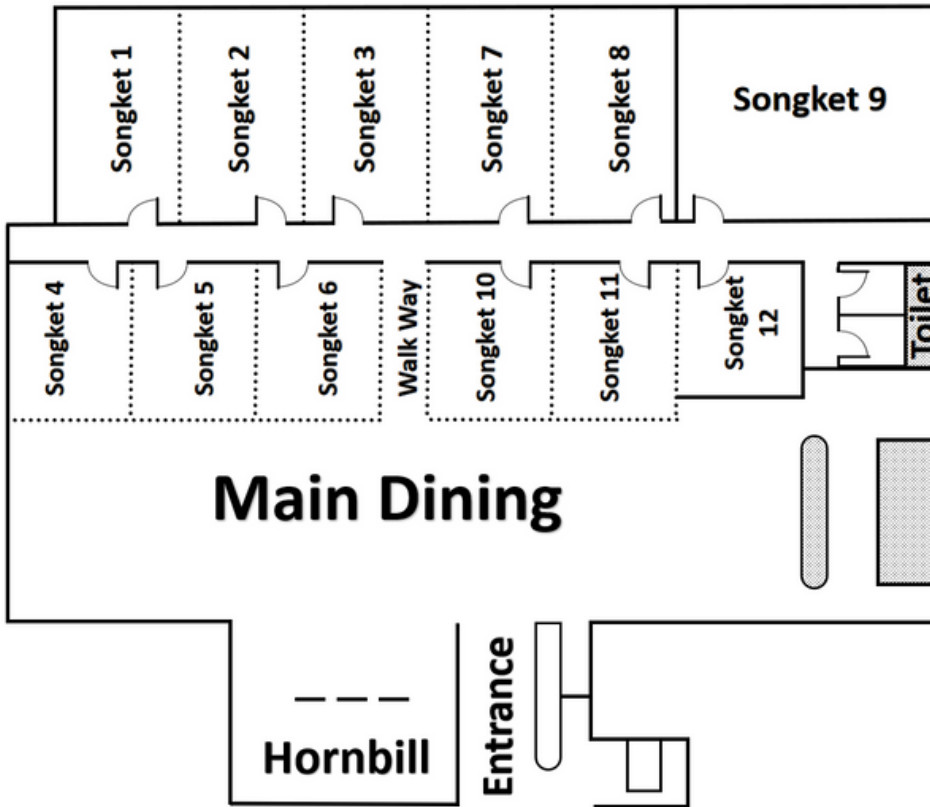 Songket 1
Songket 2
Songket 3
Songket 7
Songket 8
Songket 9
Songket 4
Songket 5
Songket 6
Walk Way
Songket 10
Songket 11
Songket
12
Toilet
Main Dining
Hornbill
Entrance